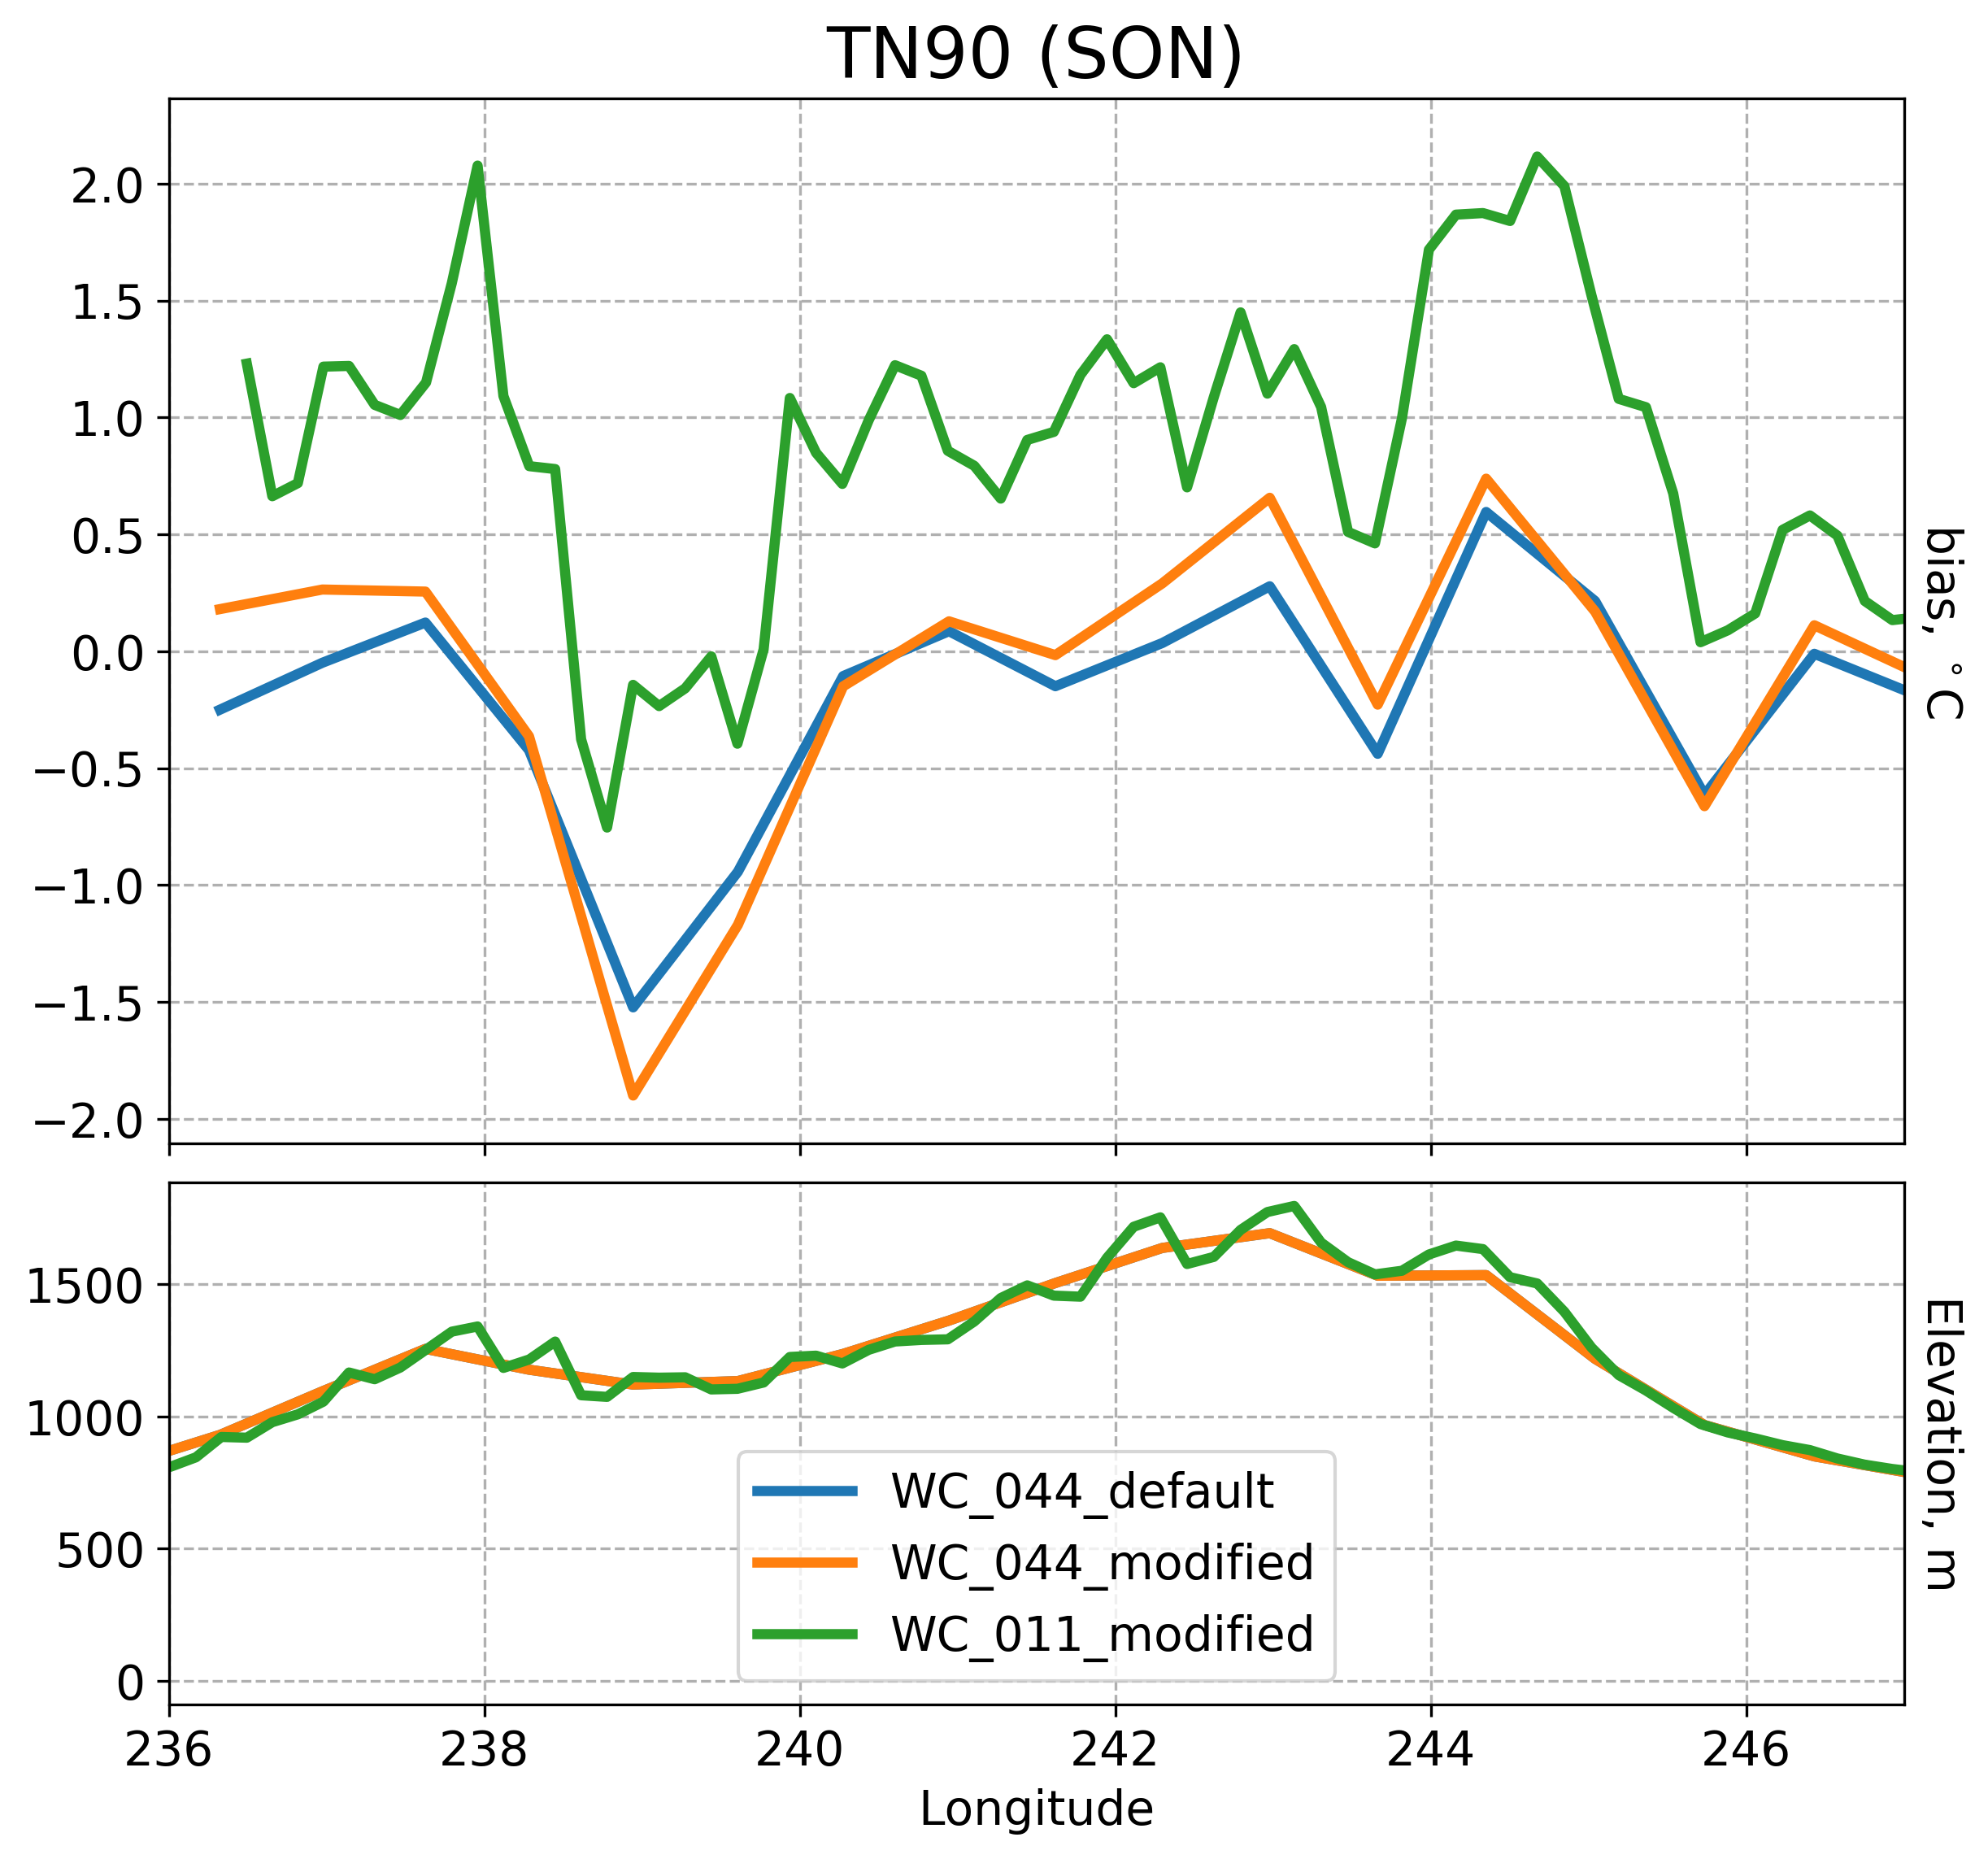 TN90 (SON)
2.0
1.5
1.0
0.5
0.0
−0.5
−1.0
−1.5
−2.0
bias, °C
1500
1000
500
0
Elevation, m
WC_044_default
WC_044_modified
WC_011_modified
236 238 240 242 244 246
Longitude